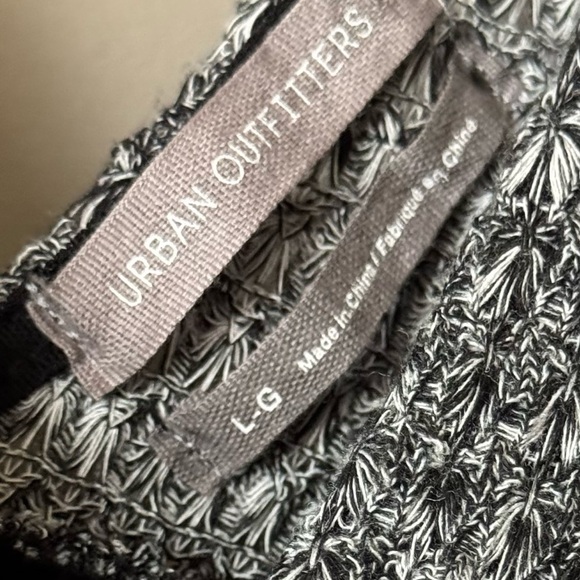 URBAN OUTFITTERS
L-G Made in China / Fabriqué en Chine